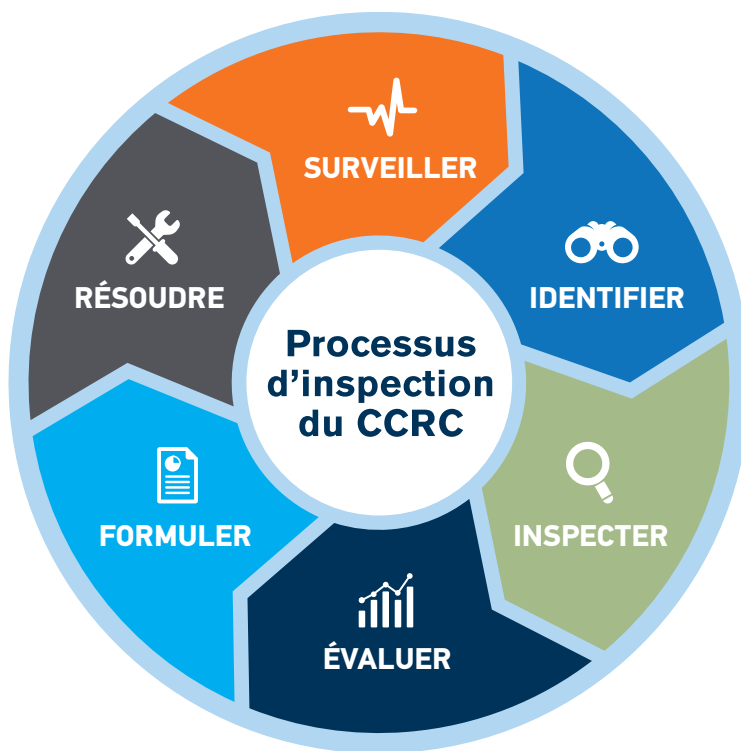 Processus
d’inspection
du CCRC
SURVEILLER
IDENTIFIER
INSPECTER
ÉVALUER
FORMULER
RÉSOUDRE